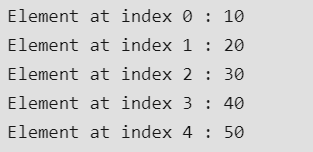 Element at index 0 : 10
Element at index 1 : 20
Element at index 2 : 30
Element at index 3 : 40
Element at index 4 : 50